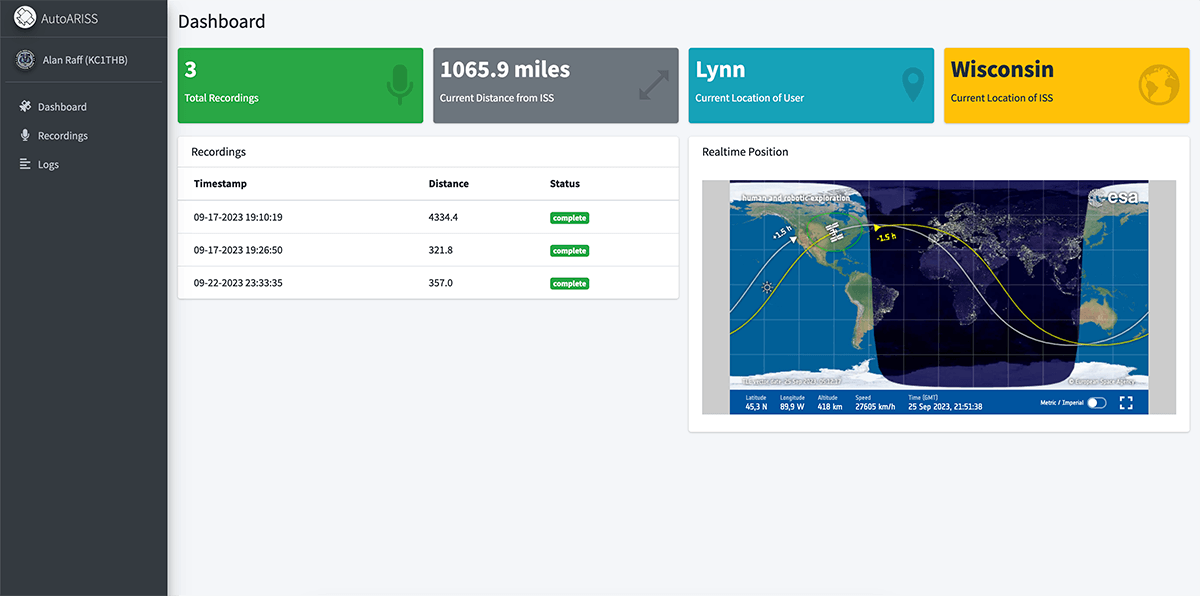 AutoARISS
Alan Raff (KC1THB)
Dashboard
Recordings
Logs
Dashboard
3
Total Recordings
1065.9 miles
Current Distance from ISS
Lynn
Current Location of User
Wisconsin
Current Location of ISS
Recordings
Timestamp Distance Status
09-17-2023 19:10:19 4334.4 complete
09-17-2023 19:26:50 321.8 complete
09-22-2023 23:33:35 357.0 complete
Realtime Position
human and robotic exploration
esa
+1.5 h
-1.5 h
© European Space Agency
Latitude Longitude Altitude Speed Time (GMT)
45,3 N 89,9 W 418 km 27605 km/h 25 Sep 2023, 21:51:38
Metric / Imperial